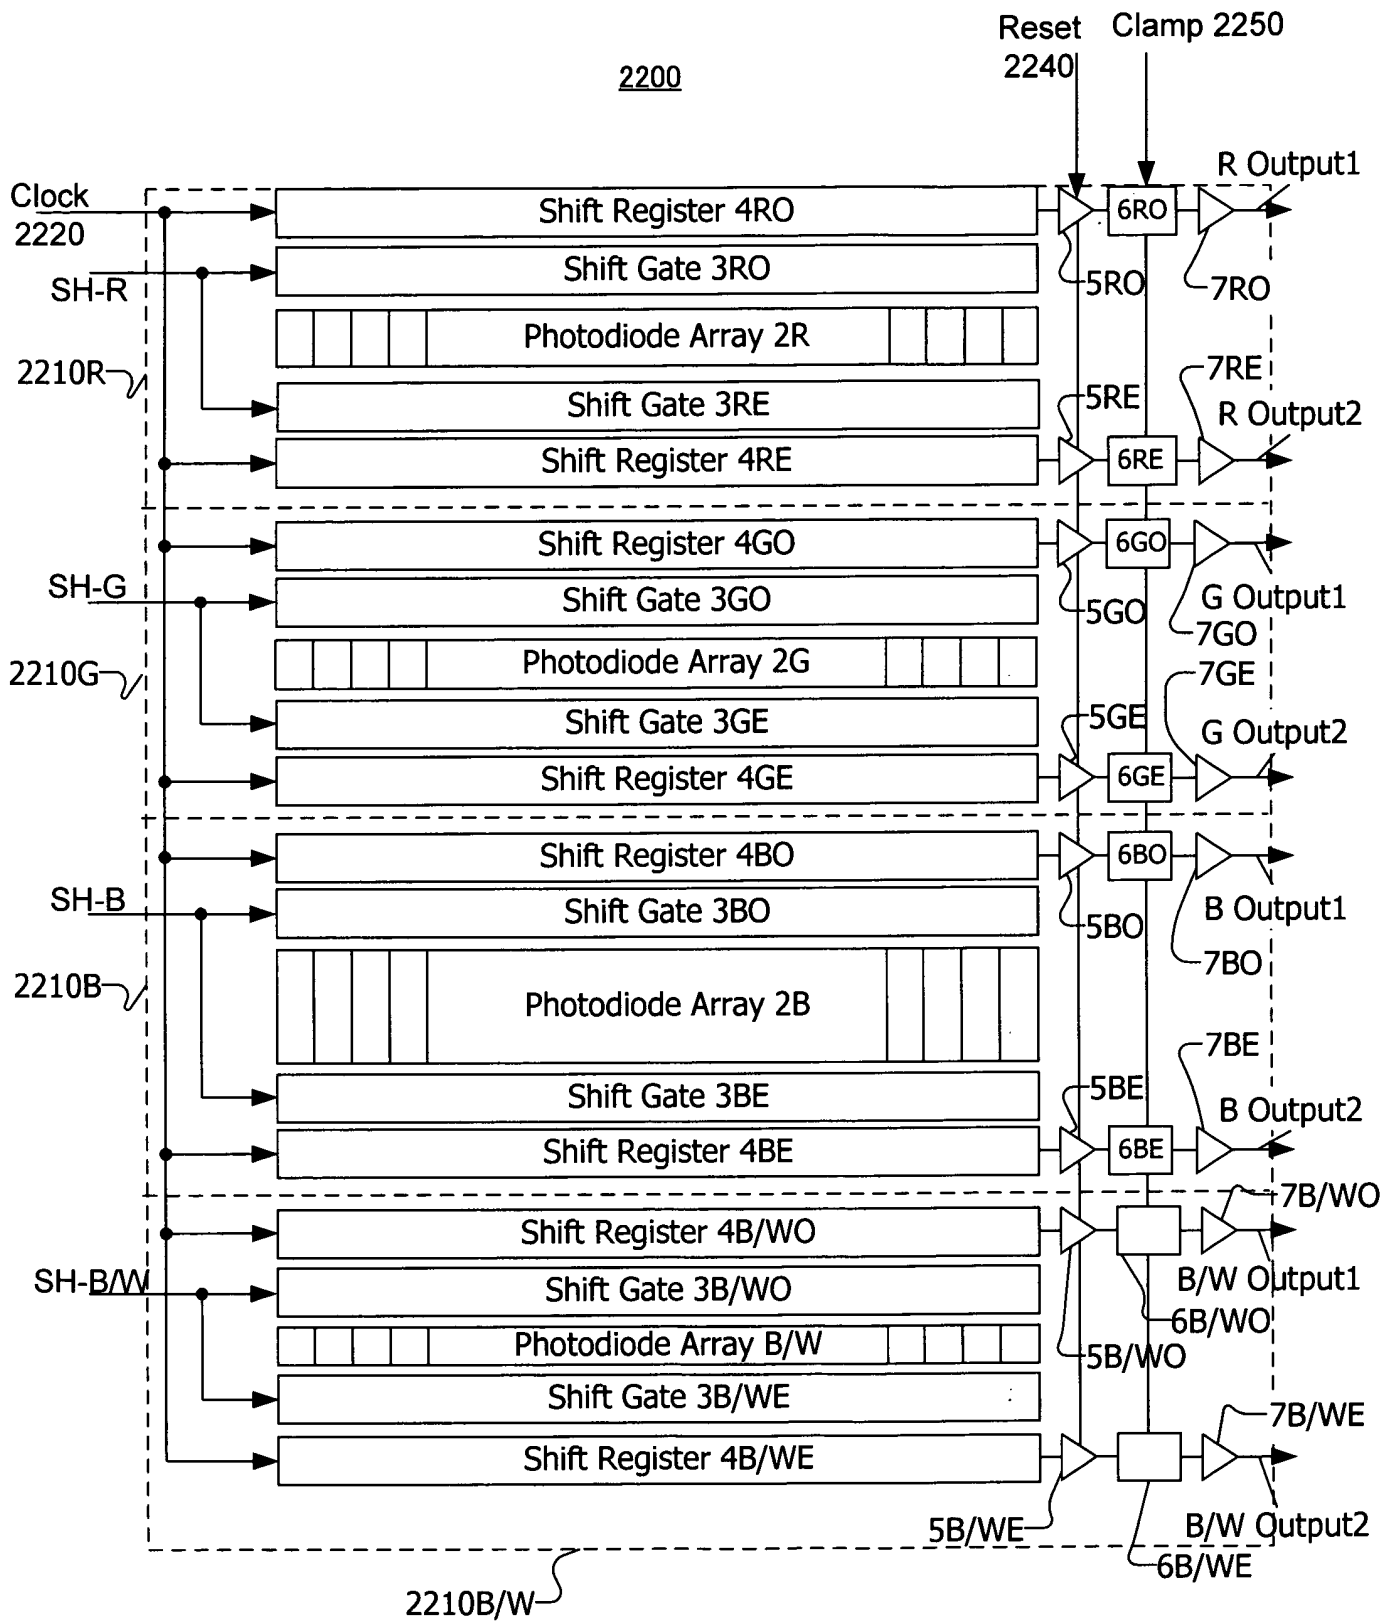 Reset
2240
Clamp 2250
2200
Clock
2220
Shift Register 4RO
6RO
R Output1
SH-R
Shift Gate 3RO
5RO
7RO
Photodiode Array 2R
2210R
7RE
Shift Gate 3RE
5RE
R Output2
Shift Register 4RE
6RE
Shift Register 4GO
6GO
SH-G
Shift Gate 3GO
5GO
G Output1
7GO
2210G
Photodiode Array 2G
7GE
Shift Gate 3GE
5GE
G Output2
Shift Register 4GE
6GE
Shift Register 4BO
6BO
SH-B
Shift Gate 3BO
5BO
B Output1
7BO
2210B
Photodiode Array 2B
7BE
Shift Gate 3BE
5BE
B Output2
Shift Register 4BE
6BE
7B/WO
Shift Register 4B/WO
SH-B/W
Shift Gate 3B/WO
B/W Output1
6B/WO
Photodiode Array B/W
5B/WO
Shift Gate 3B/WE
7B/WE
Shift Register 4B/WE
5B/WE
B/W Output2
6B/WE
2210B/W